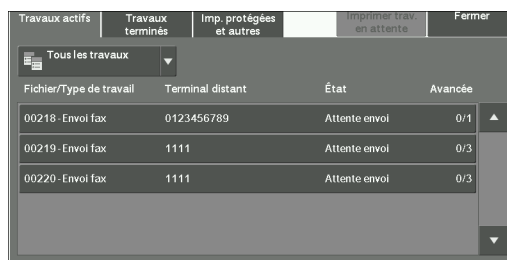 Travaux actifs
Travaux terminés
Imp. protégées et autres
Imprimer trav. en attente
Fermer
Tous les travaux
Fichier/Type de travail Terminal distant État Avancée
00218 - Envoi fax 0123456789 Attente envoi 0/1
00219 - Envoi fax 1111 Attente envoi 0/3
00220 - Envoi fax 1111 Attente envoi 0/3